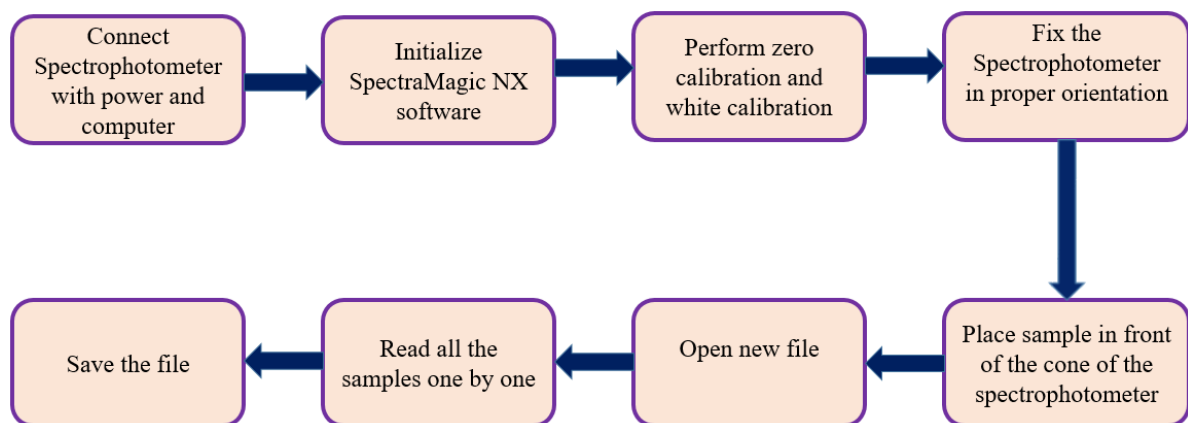 Connect
Spectrophotometer
with power and
computer
Initialize
SpectraMagic NX
software
Perform zero
calibration and
white calibration
Fix the
Spectrophotometer
in proper orientation
Place sample in front
of the cone of the
spectrophotometer
Open new file
Read all the
samples one by one
Save the file